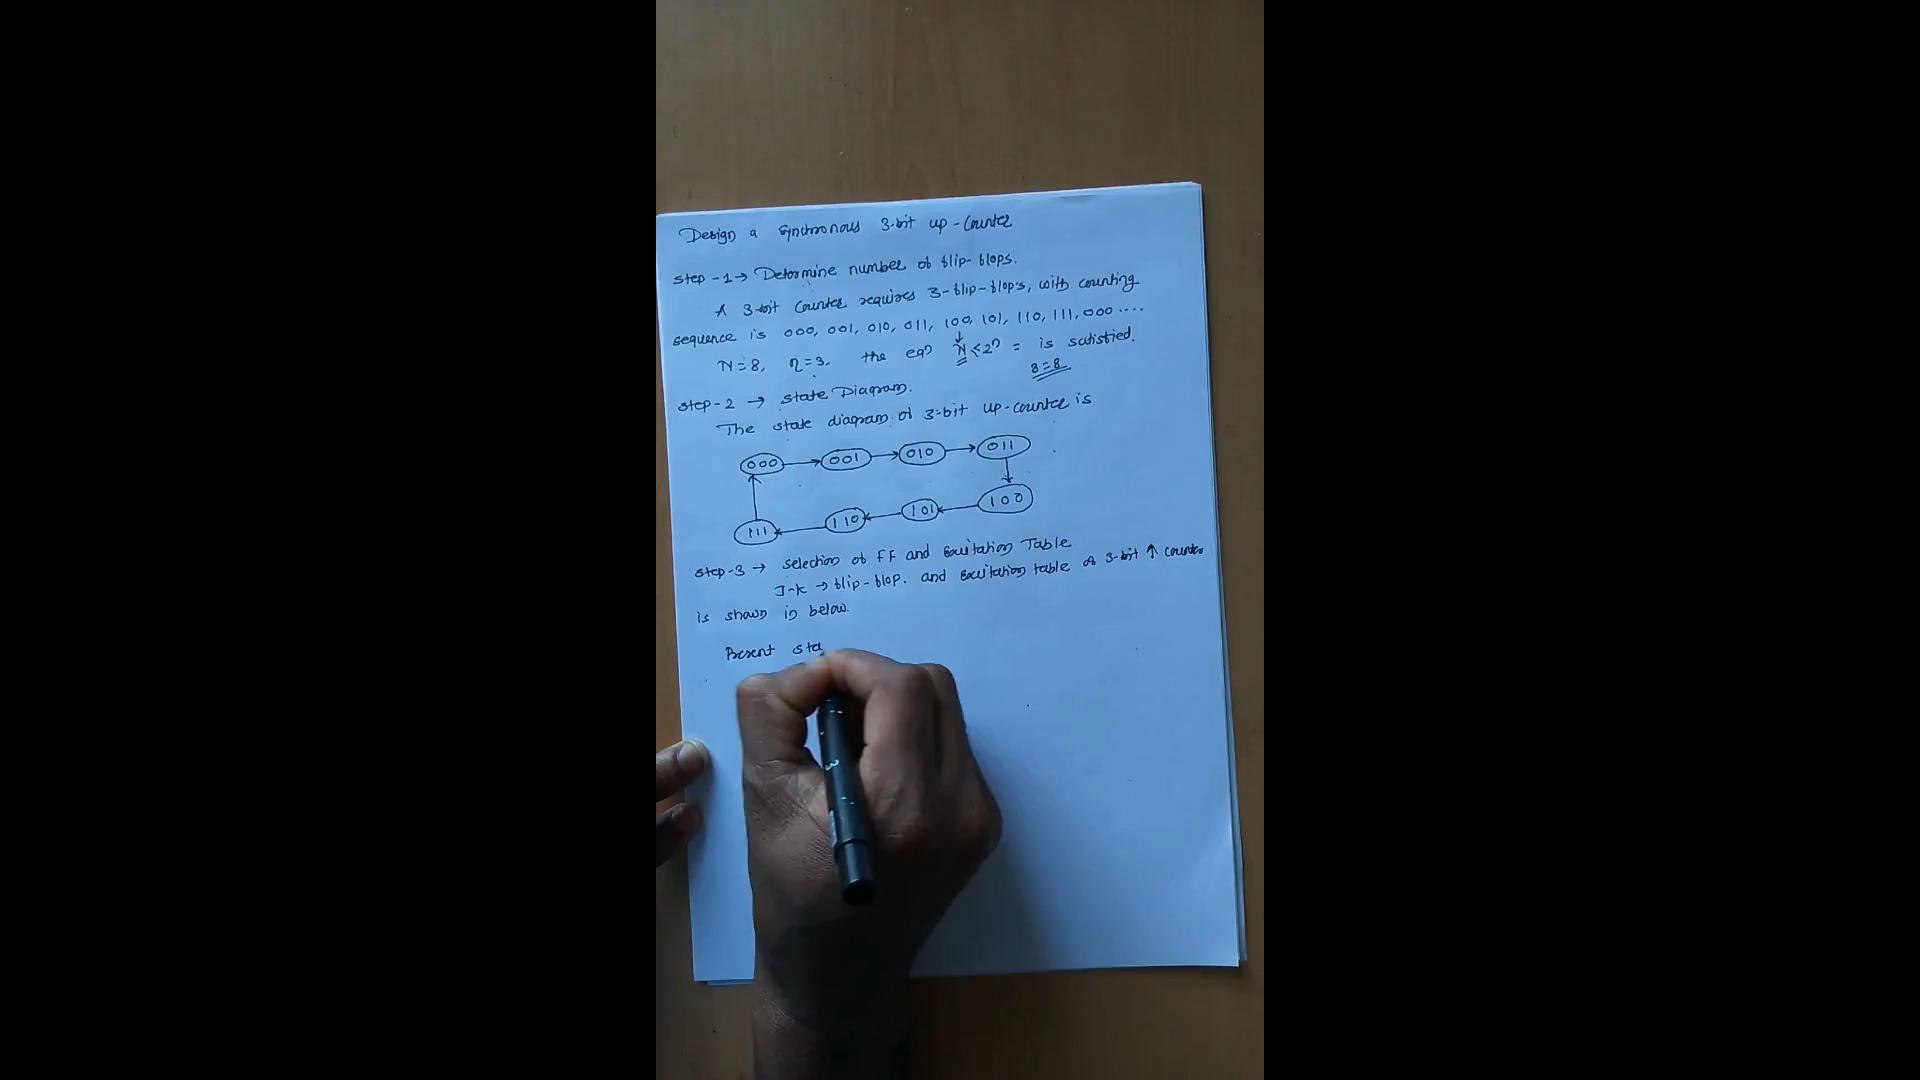 Design a Synchronous 3-bit up-Counter
Step-1→ Determine number of flip-flops.
A 3-bit Counter requires 3-flip-flops, with counting
sequence is 000, 001, 010, 011, 100, 101, 110, 111, 000 ....
N=8, n=3. the eqn N≤2n = is satisfied.
8=8
Step-2 → State Diagram.
The state diagram of 3-bit up-counter is
000 → 001 → 010 → 011
111 110 101 100
Step-3 → Selection of FF and Excitation Table
J-K → flip-flop. and Excitation table of 3-bit ↑ counter
is shown in below.
Present sta